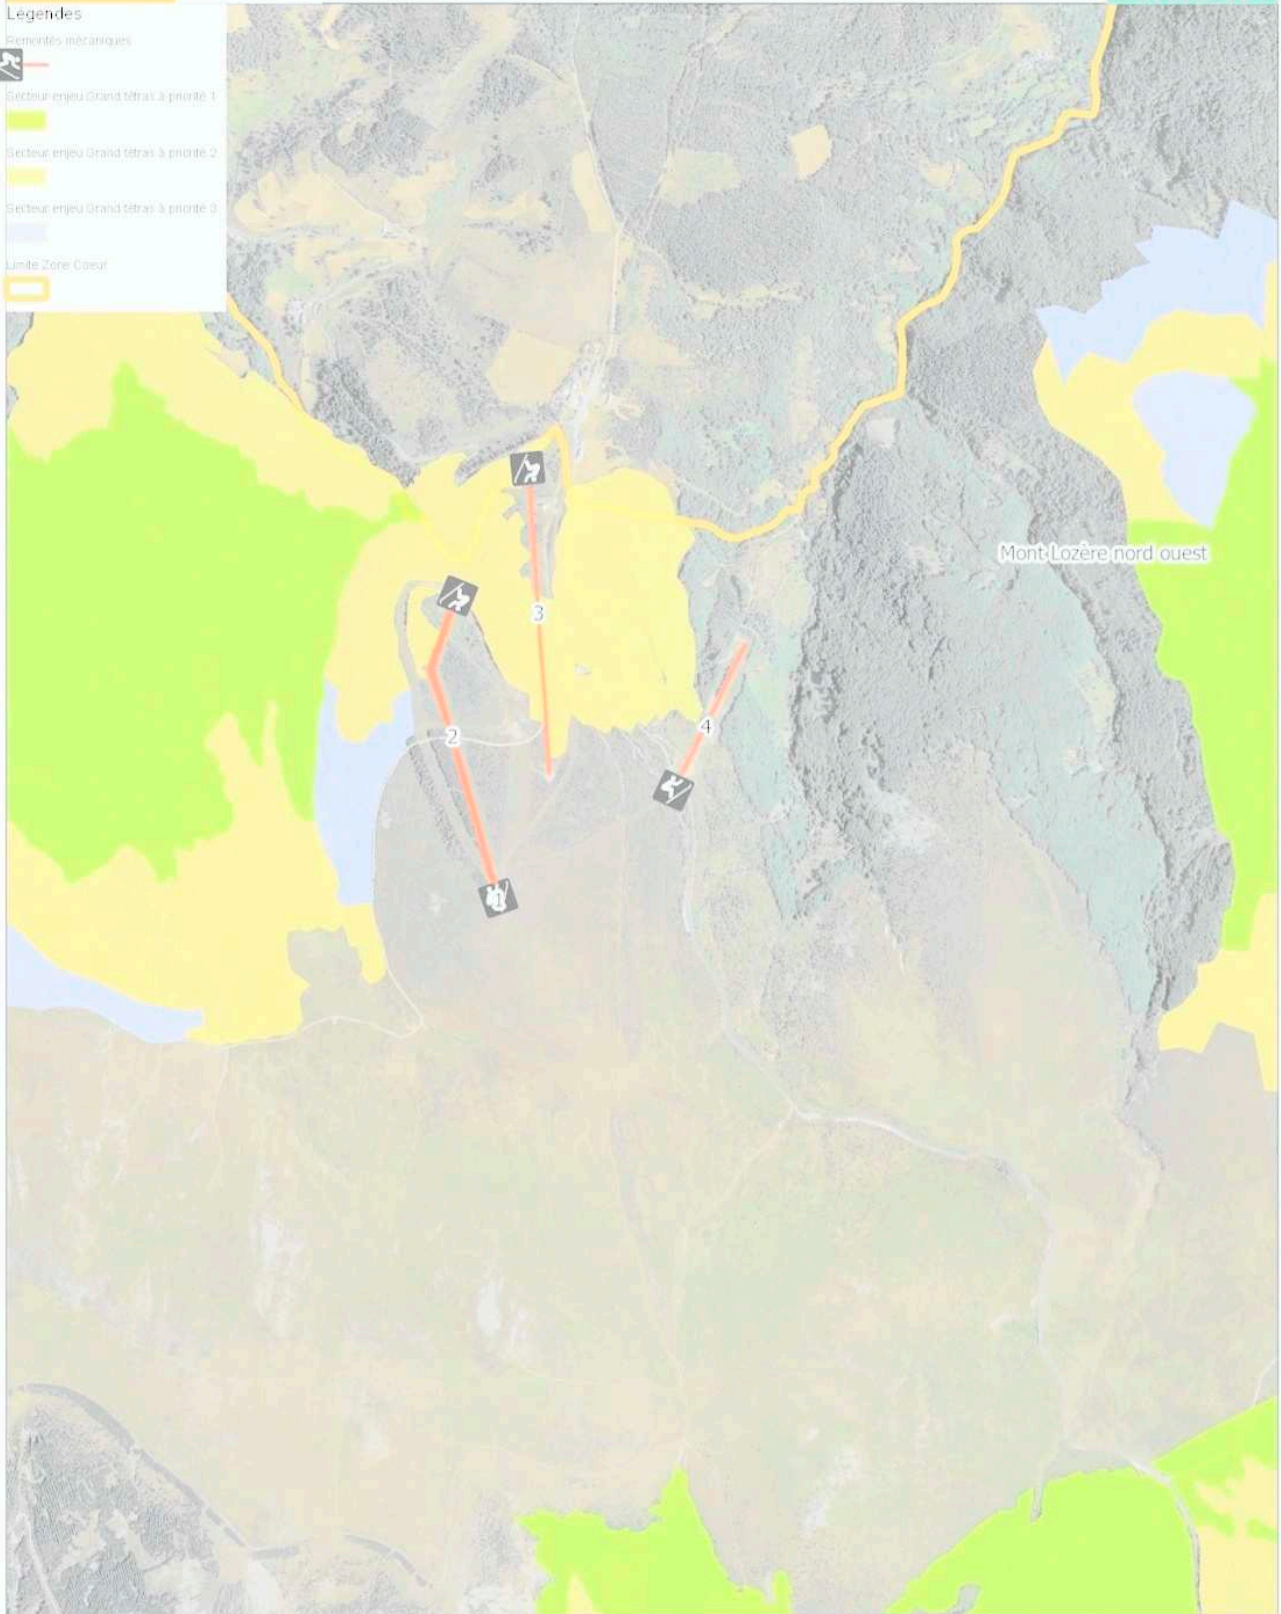 Légendes
Remontés mécaniques
Secteur enjeu Grand tétras à priorité 1
Secteur enjeu Grand tétras à priorité 2
Secteur enjeu Grand tétras à priorité 3
Limite Zone Coeur
Mont Lozère nord ouest
3
4
2
1